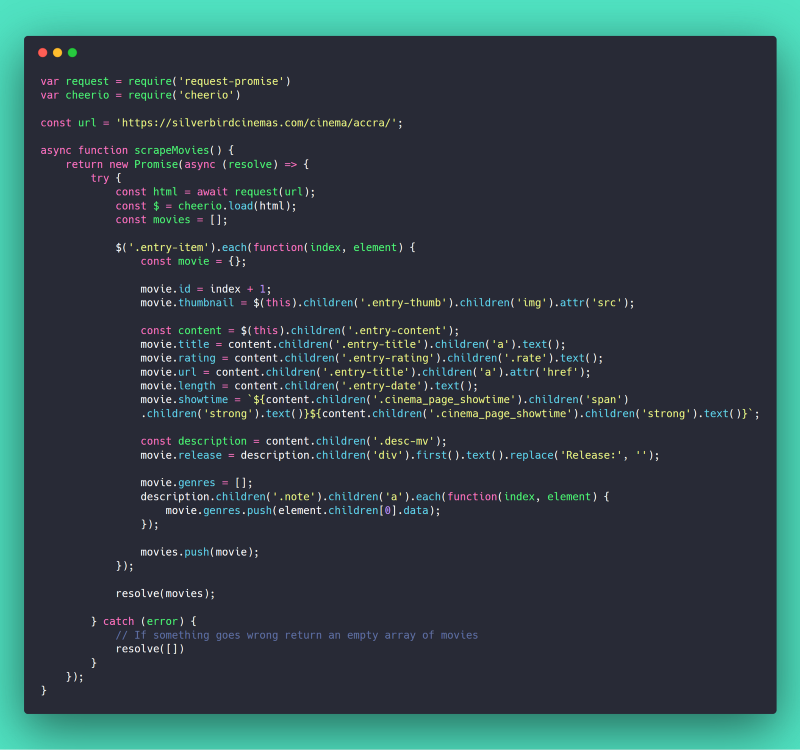 var request = require('request-promise')
var cheerio = require('cheerio')
const url = 'https://silverbirdcinemas.com/cinema/accra/';
async function scrapeMovies() {
return new Promise(async (resolve) => {
try {
const html = await request(url);
const $ = cheerio.load(html);
const movies = [];
$('.entry-item').each(function(index, element) {
const movie = {};
movie.id = index + 1;
movie.thumbnail = $(this).children('.entry-thumb').children('img').attr('src');
const content = $(this).children('.entry-content');
movie.title = content.children('.entry-title').children('a').text();
movie.rating = content.children('.entry-rating').children('.rate').text();
movie.url = content.children('.entry-title').children('a').attr('href');
movie.length = content.children('.entry-date').text();
movie.showtime = `${content.children('.cinema_page_showtime').children('span')
.children('strong').text()}${content.children('.cinema_page_showtime').children('strong').text()}`;
const description = content.children('.desc-mv');
movie.release = description.children('div').first().text().replace('Release:', '');
movie.genres = [];
description.children('.note').children('a').each(function(index, element) {
movie.genres.push(element.children[0].data);
});
movies.push(movie);
});
resolve(movies);
} catch (error) {
// If something goes wrong return an empty array of movies
resolve([])
}
});
}